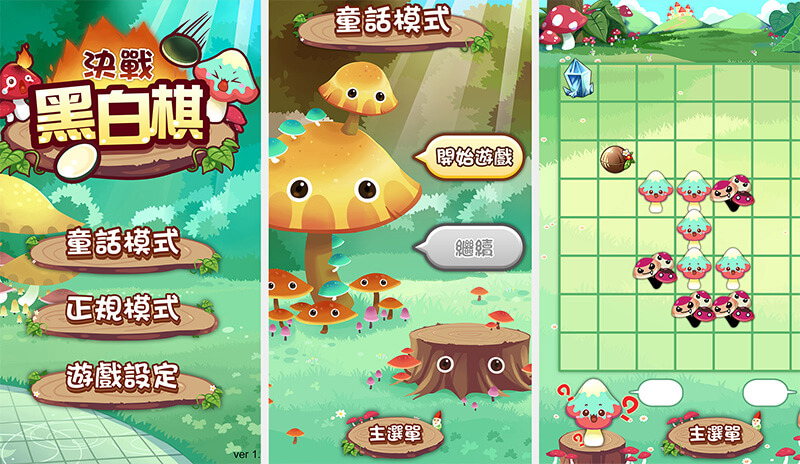 決戰
黑白棋
童話模式
正規模式
遊戲設定
ver 1.
童話模式
開始遊戲
繼續
主選單
主選單